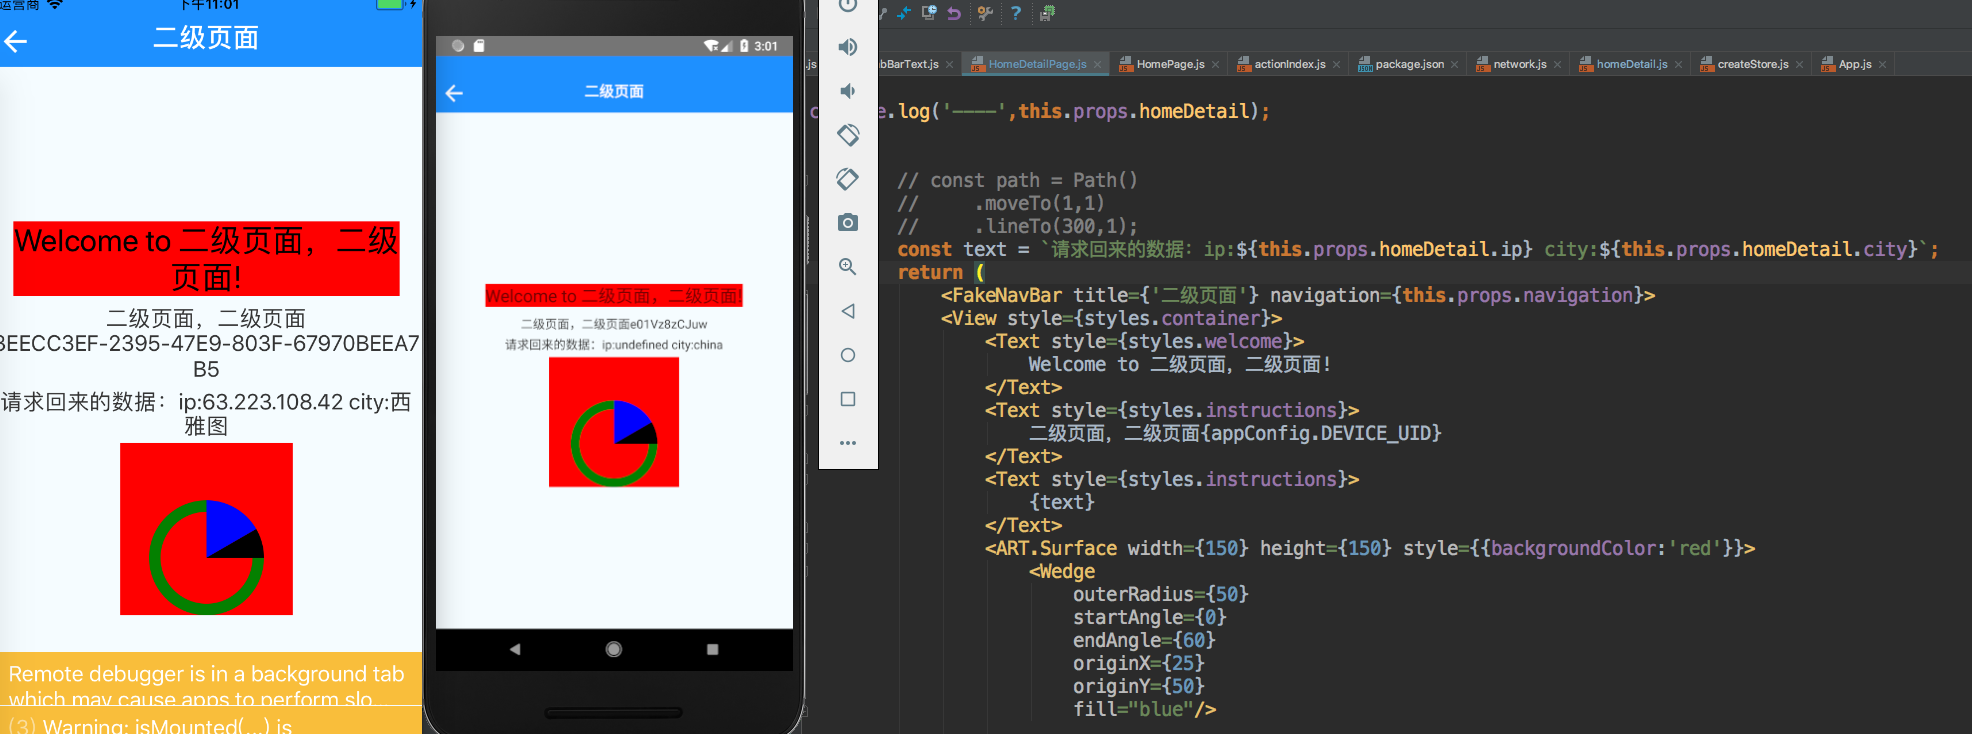 运营商
下午11:01
二级页面
Welcome to 二级页面，二级
页面!
二级页面，二级页面
3EECC3EF-2395-47E9-803F-67970BEEA7
B5
请求回来的数据：ip:63.223.108.42 city:西
雅图
Remote debugger is in a background tab
which may cause apps to perform slo...
(3) Warning: isMounted(...) is
3:01
二级页面
Welcome to 二级页面，二级页面!
二级页面，二级页面e01Vz8zCJuw
请求回来的数据：ip:undefined city:china
.js
abBarText.js
HomeDetailPage.js
HomePage.js
actionIndex.js
package.json
network.js
homeDetail.js
createStore.js
App.js
c e.log('----',this.props.homeDetail);
// const path = Path()
// .moveTo(1,1)
// .lineTo(300,1);
const text = `请求回来的数据：ip:${this.props.homeDetail.ip} city:${this.props.homeDetail.city}`;
return (
<FakeNavBar title={'二级页面'} navigation={this.props.navigation}>
<View style={styles.container}>
<Text style={styles.welcome}>
Welcome to 二级页面，二级页面!
</Text>
<Text style={styles.instructions}>
二级页面，二级页面{appConfig.DEVICE_UID}
</Text>
<Text style={styles.instructions}>
{text}
</Text>
<ART.Surface width={150} height={150} style={{backgroundColor:'red'}}>
<Wedge
outerRadius={50}
startAngle={0}
endAngle={60}
originX={25}
originY={50}
fill="blue"/>